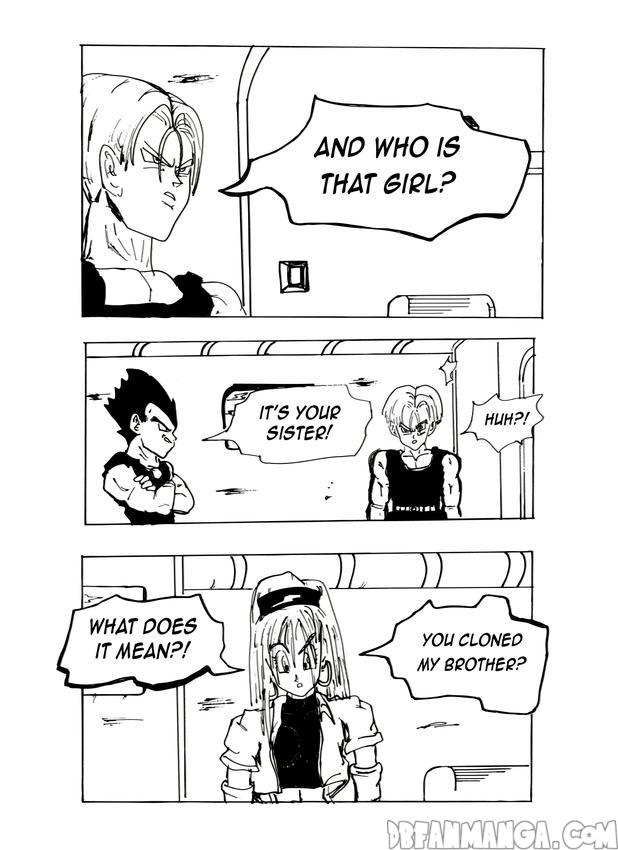 AND WHO IS
THAT GIRL?
IT'S YOUR
SISTER!
HUH?!
WHAT DOES
IT MEAN?!
YOU CLONED
MY BROTHER?
DBFANMANGA.COM